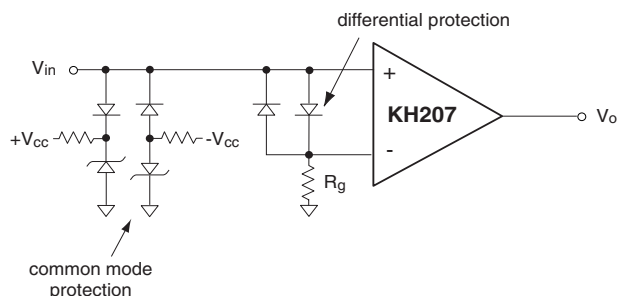 differential protection
Vin
+
KH207
Vo
+Vcc
-Vcc
-
Rg
common mode
protection